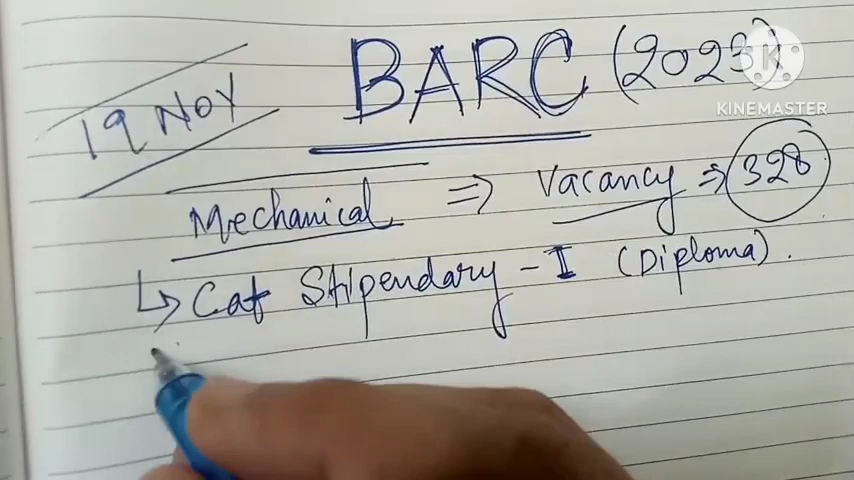 BARC (2023)
KINEMASTER
19 NOV
Mechanical ⇒ Vacancy ⇒ 328
↳ Cat Stipendary - I (Diploma).